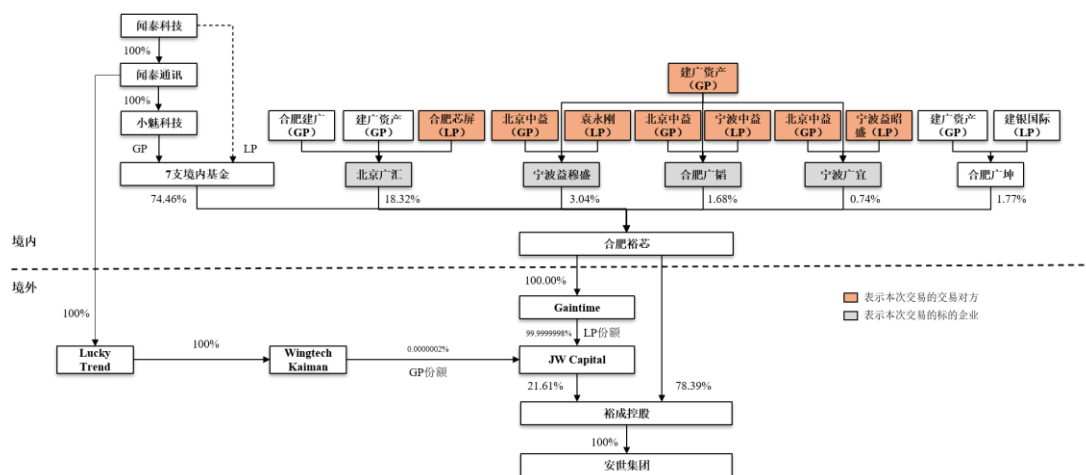 闻泰科技
100%
闻泰通讯
100%
小魅科技
GP
LP
建广资产
（GP）
合肥建广
（GP）
建广资产
（GP）
合肥芯屏
（LP）
北京中益
（GP）
袁永刚
（LP）
北京中益
（GP）
宁波中益
（LP）
北京中益
（GP）
宁波益昭
盛（LP）
建广资产
（GP）
建银国际
（LP）
7支境内基金
北京广汇
宁波益穆盛
合肥广韬
宁波广宜
合肥广坤
74.46%
18.32%
3.04%
1.68%
0.74%
1.77%
境内
合肥裕芯
境外
100.00%
Gaintime
表示本次交易的交易对方
表示本次交易的标的企业
100%
99.9999998%
LP份额
Lucky
Trend
100%
Wingtech
Kaiman
0.0000002%
GP份额
JW Capital
21.61%
78.39%
裕成控股
100%
安世集团